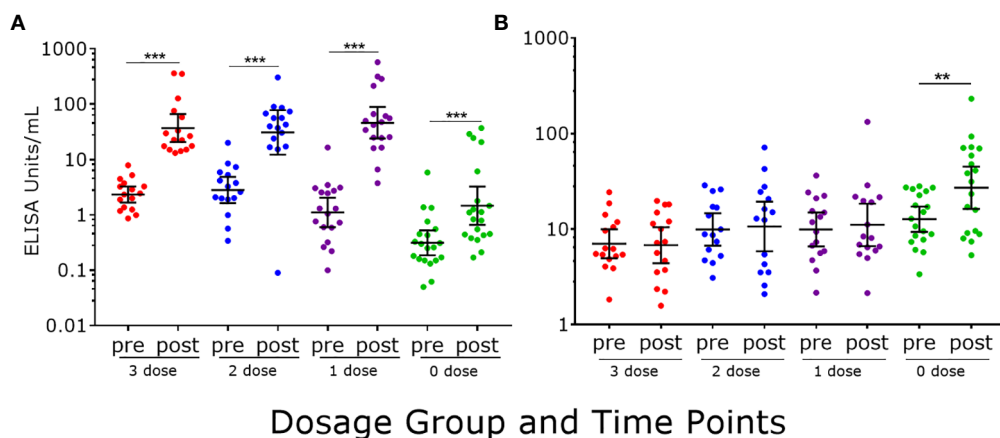 A
B
ELISA Units/mL
1000
100
10
1
0.1
0.01
***
***
***
***
pre post pre post pre post pre post
3 dose 2 dose 1 dose 0 dose
1000
100
10
1
**
pre post pre post pre post pre post
3 dose 2 dose 1 dose 0 dose
Dosage Group and Time Points